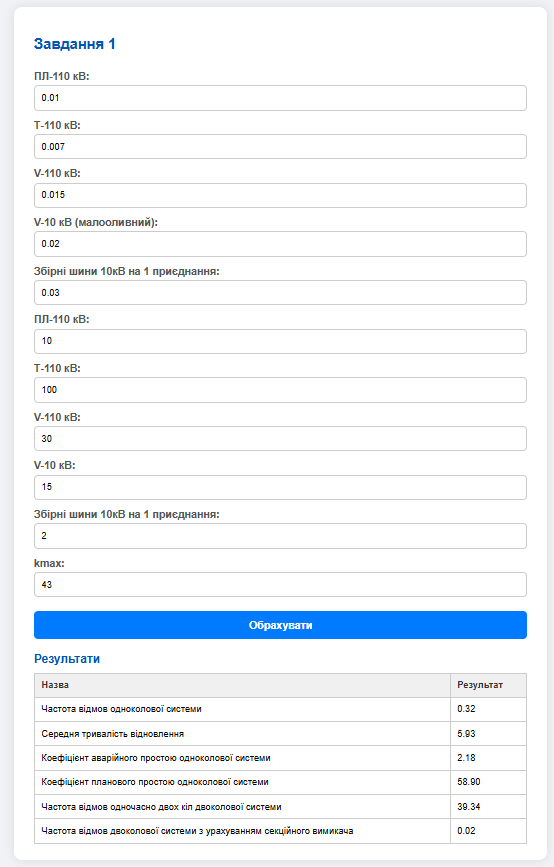 Завдання 1
ПЛ-110 кВ:
0.01
Т-110 кВ:
0.007
V-110 кВ:
0.015
V-10 кВ (малооливний):
0.02
Збірні шини 10кВ на 1 приєднання:
0.03
ПЛ-110 кВ:
10
Т-110 кВ:
100
V-110 кВ:
30
V-10 кВ:
15
Збірні шини 10кВ на 1 приєднання:
2
kmax:
43
Обрахувати
Результати
Назва Результат
Частота відмов одноколової системи 0.32
Середня тривалість відновлення 5.93
Коефіцієнт аварійного простою одноколової системи 2.18
Коефіцієнт планового простою одноколової системи 58.90
Частота відмов одночасно двох кіл двоколової системи 39.34
Частота відмов двоколової системи з урахуванням секційного вимикача 0.02